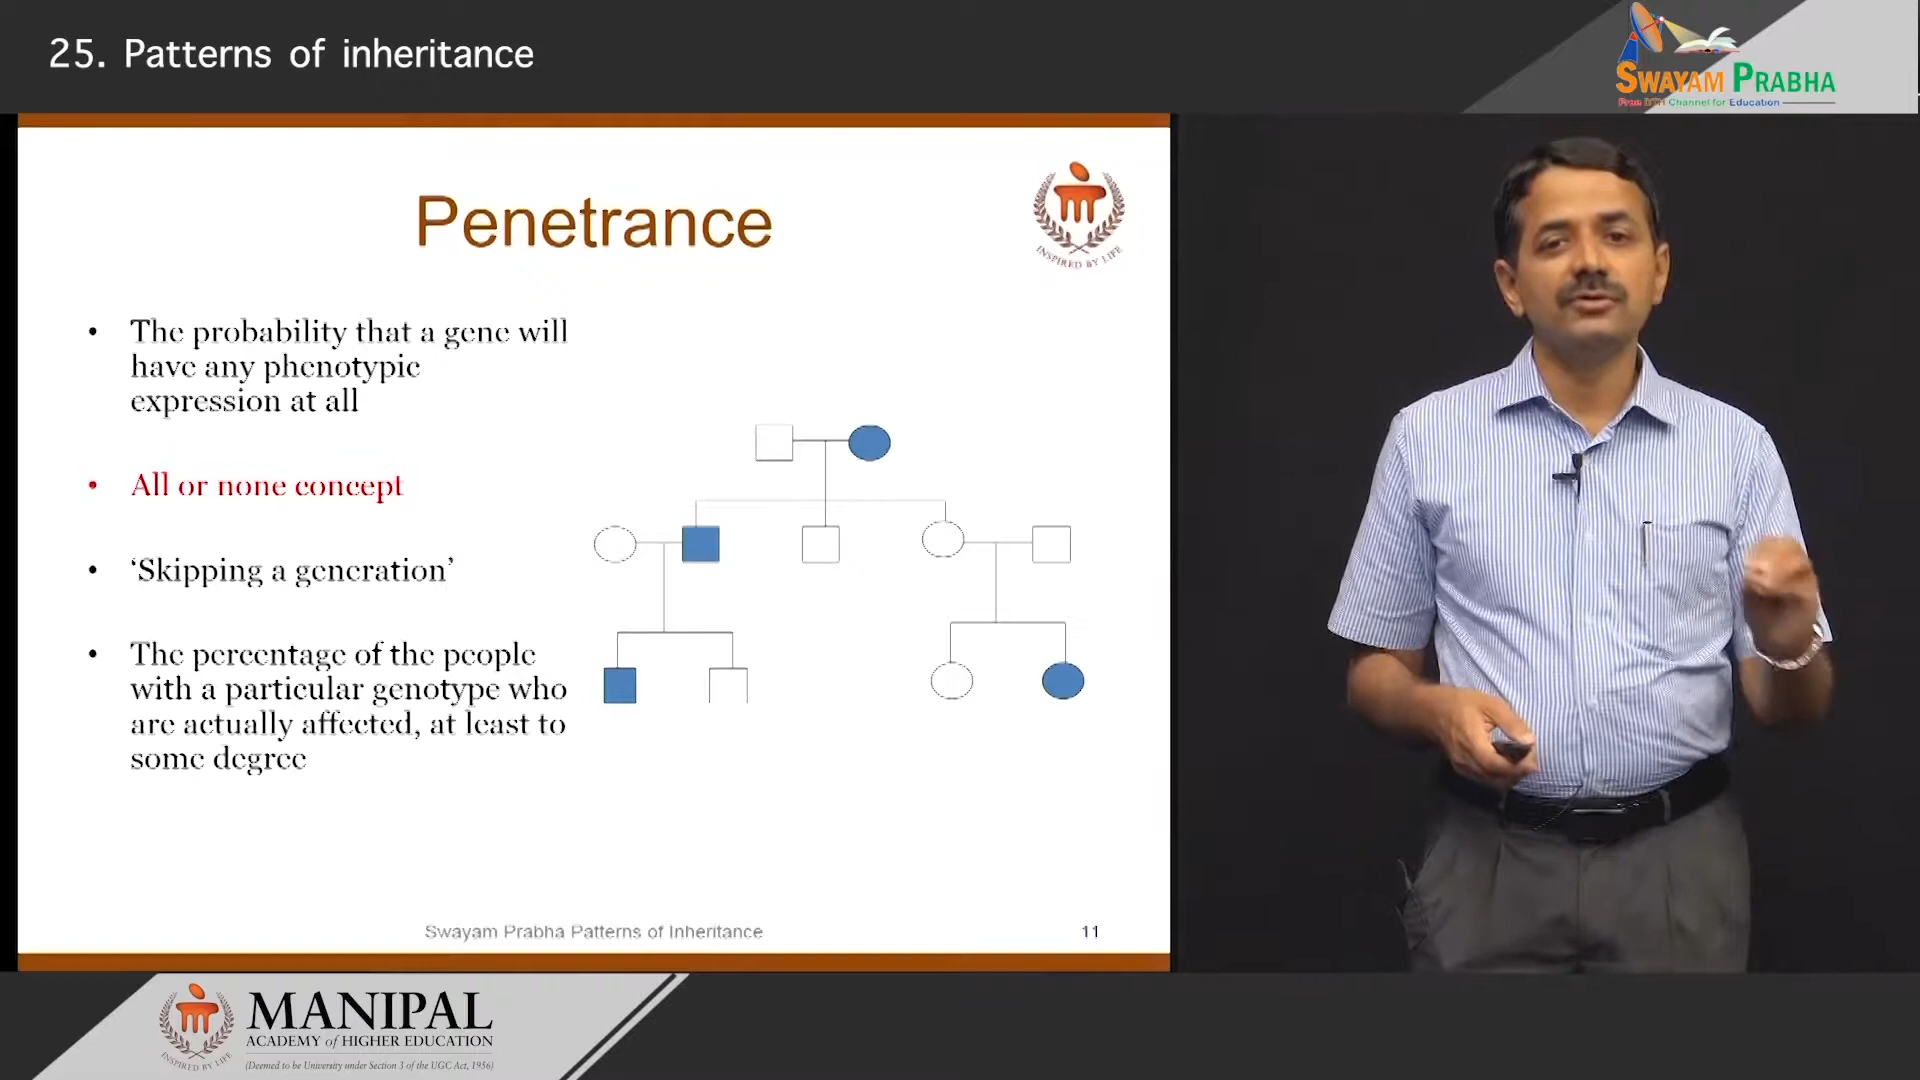 25. Patterns of inheritance
SWAYAM PRABHA
Free DTH Channel for Education
Penetrance
INSPIRED BY LIFE
• The probability that a gene will
have any phenotypic
expression at all
• All or none concept
• ‘Skipping a generation’
• The percentage of the people
with a particular genotype who
are actually affected, at least to
some degree
Swayam Prabha Patterns of Inheritance
11
INSPIRED BY LIFE
MANIPAL
ACADEMY of HIGHER EDUCATION
(Deemed to be University under Section 3 of the UGC Act, 1956)